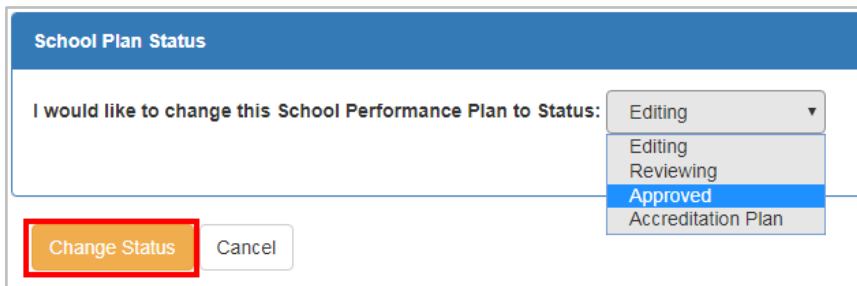 School Plan Status
I would like to change this School Performance Plan to Status: Editing
Editing
Reviewing
Approved
Accreditation Plan
Change Status Cancel